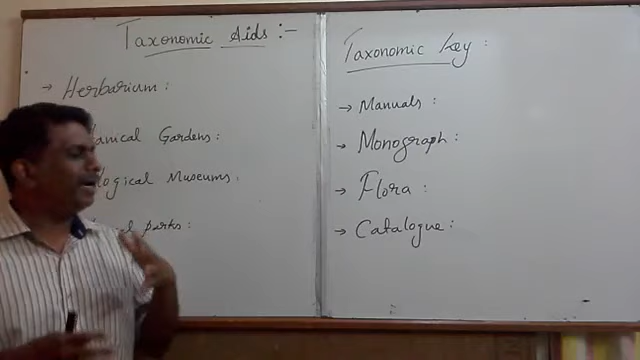 Taxonomic Aids :-
→ Herbarium :
Gardens :
Museums .
parks :
Taxonomic Key :
→ Manuals :
→ Monograph :
→ Flora :
→ Catalogue :